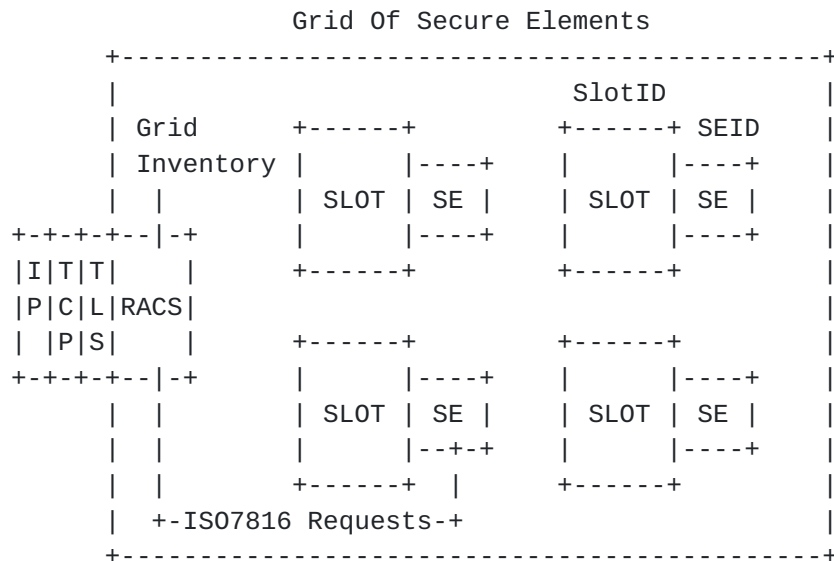 Grid Of Secure Elements
        +----------------------------------------------+
        |                              SlotID          |
        | Grid      +------+         +------+ SEID     |
        | Inventory |      |----+    |      |----+     |
        |  |        | SLOT | SE |    | SLOT | SE |     |
  +-+-+-+--|-+      |      |----+    |      |----+     |
  |I|T|T|    |      +------+         +------+          |
  |P|C|L|RACS|                                         |
  | |P|S|    |      +------+         +------+          |
  +-+-+-+--|-+      |      |----+    |      |----+     |
        |  |        | SLOT | SE |    | SLOT | SE |     |
        |  |        |      |--+-+    |      |----+     |
        |  |        +------+  |      +------+          |
        |  +-ISO7816 Requests-+                        |
        +----------------------------------------------+